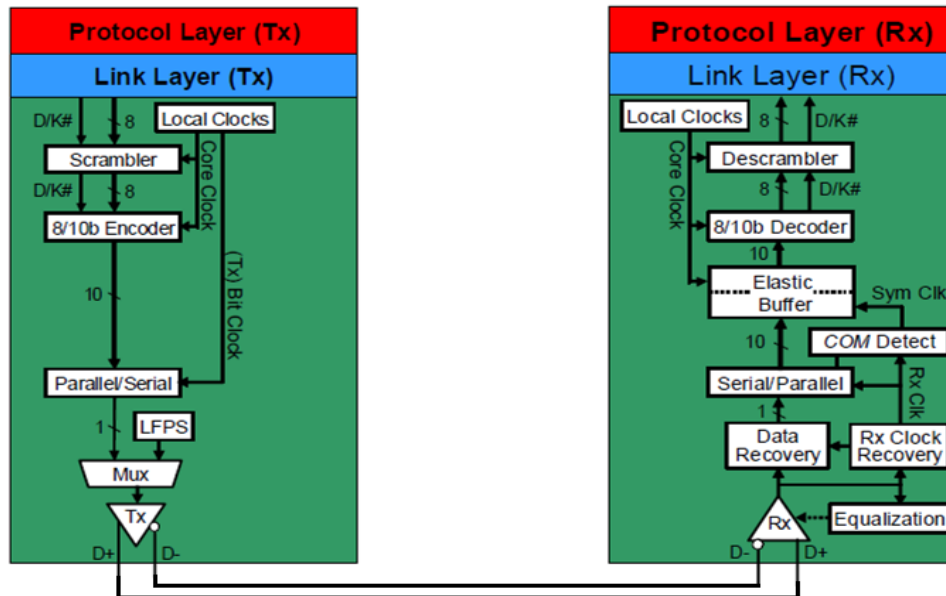 Protocol Layer (Tx)
Link Layer (Tx)
D/K#
8
Local Clocks
Scrambler
D/K#
8
Core Clock
8/10b Encoder
(Tx) Bit Clock
10
Parallel/Serial
1
LFPS
Mux
Tx
D+
D-
Protocol Layer (Rx)
Link Layer (Rx)
Local Clocks
8
D/K#
Core Clock
Descrambler
8
D/K#
8/10b Decoder
10
Elastic
Buffer
Sym Clk
10
COM Detect
Serial/Parallel
Rx Clk
1
Data
Recovery
Rx Clock
Recovery
Rx
Equalization
D-
D+